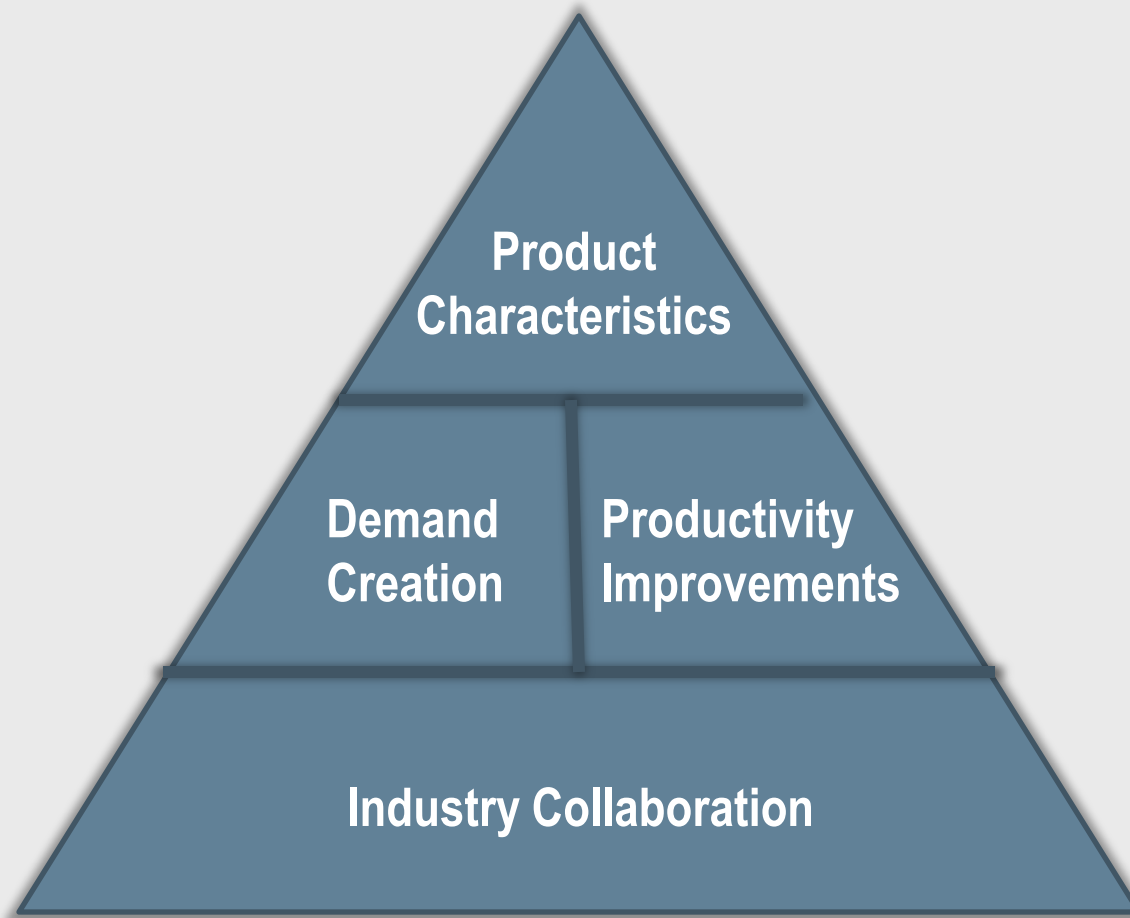 Product
Characteristics
Demand
Creation
Productivity
Improvements
Industry Collaboration